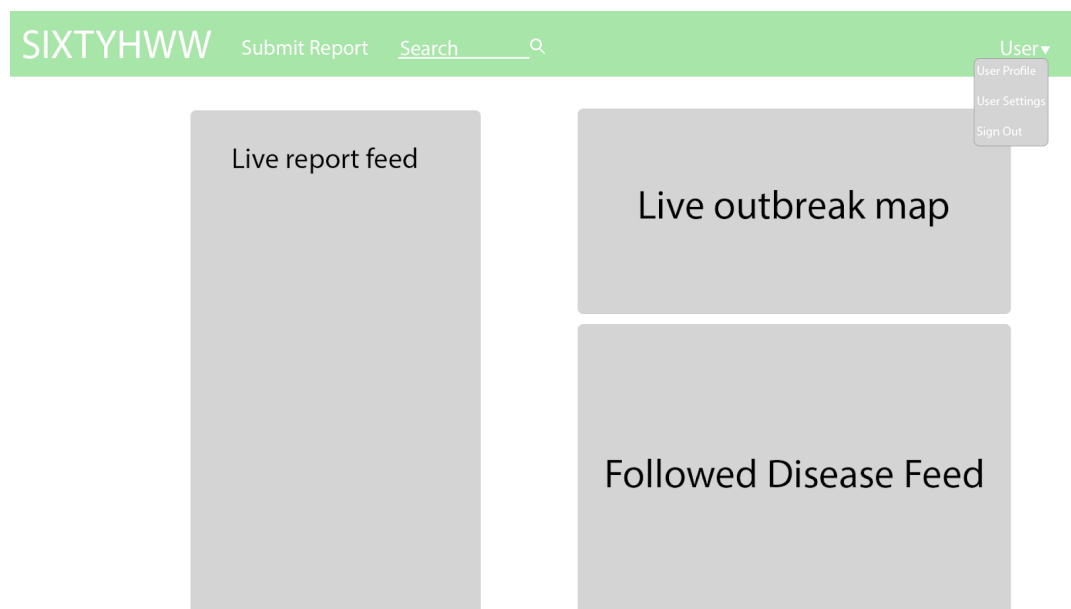 SIXTYHWW Submit Report Search User
User Profile
User Settings
Sign Out
Live report feed
Live outbreak map
Followed Disease Feed